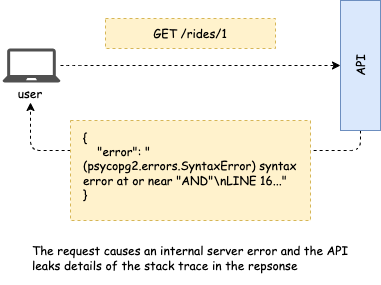 GET /rides/1
API
user
{
"error": "
(psycopg2.errors.SyntaxError) syntax
error at or near "AND"\nLINE 16..."
}
The request causes an internal server error and the API
leaks details of the stack trace in the repsonse